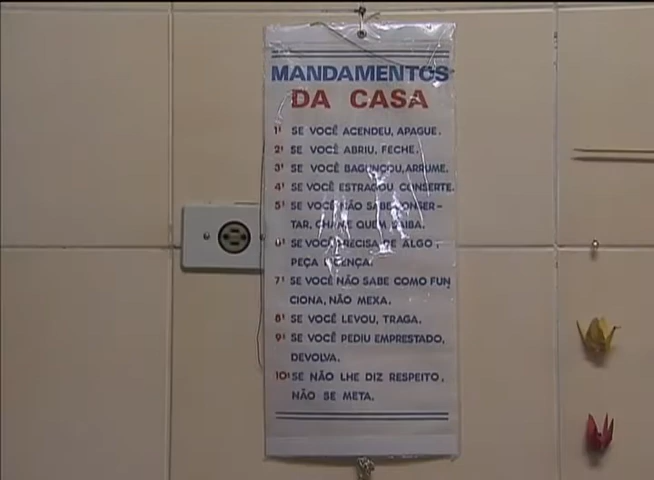 MANDAMENTOS
DA CASA
1º SE VOCÊ ACENDEU, APAGUE.
2º SE VOCÊ ABRIU, FECHE.
3º SE VOCÊ BAGUNÇOU, ARRUME.
4º SE VOCÊ ESTRAGOU, CONSERTE.
5º SE VOCÊ NÃO SABE CONSER-
TAR, CHAME QUEM SAIBA.
6º SE VOCÊ PRECISA DE ALGO,
PEÇA LICENÇA.
7º SE VOCÊ NÃO SABE COMO FUN
CIONA, NÃO MEXA.
8º SE VOCÊ LEVOU, TRAGA.
9º SE VOCÊ PEDIU EMPRESTADO,
DEVOLVA.
10º SE NÃO LHE DIZ RESPEITO,
NÃO SE META.